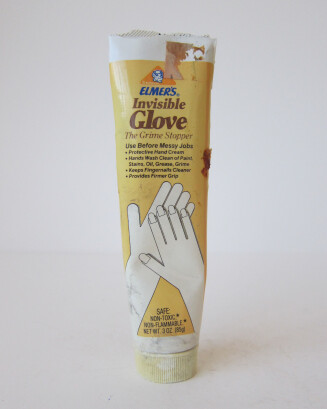 ELMER'S®
Invisible
Glove
The Grime Stopper
Use Before Messy Jobs
• Protective Hand Cream
• Hands Wash Clean of Paint,
Stains, Oil, Grease, Grime
• Keeps Fingernails Cleaner
• Provides Firmer Grip
SAFE:
NON-TOXIC
NON-FLAMMABLE
NET WT. 3 OZ. (85g)